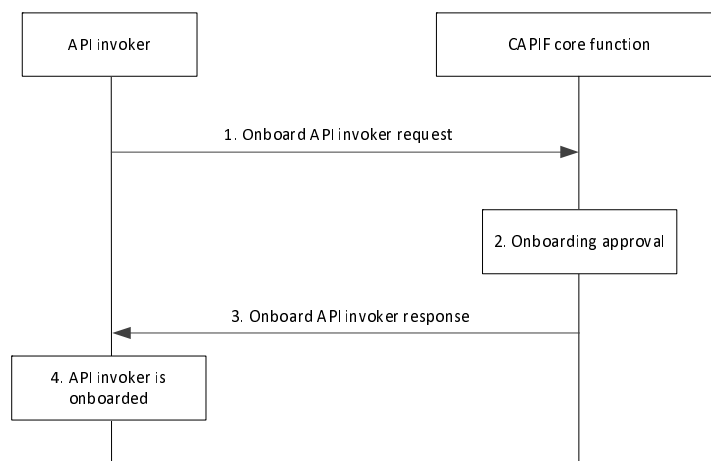 API invoker
CAPIF core function
1. Onboard API invoker request
2. Onboarding approval
3. Onboard API invoker response
4. API invoker is
onboarded